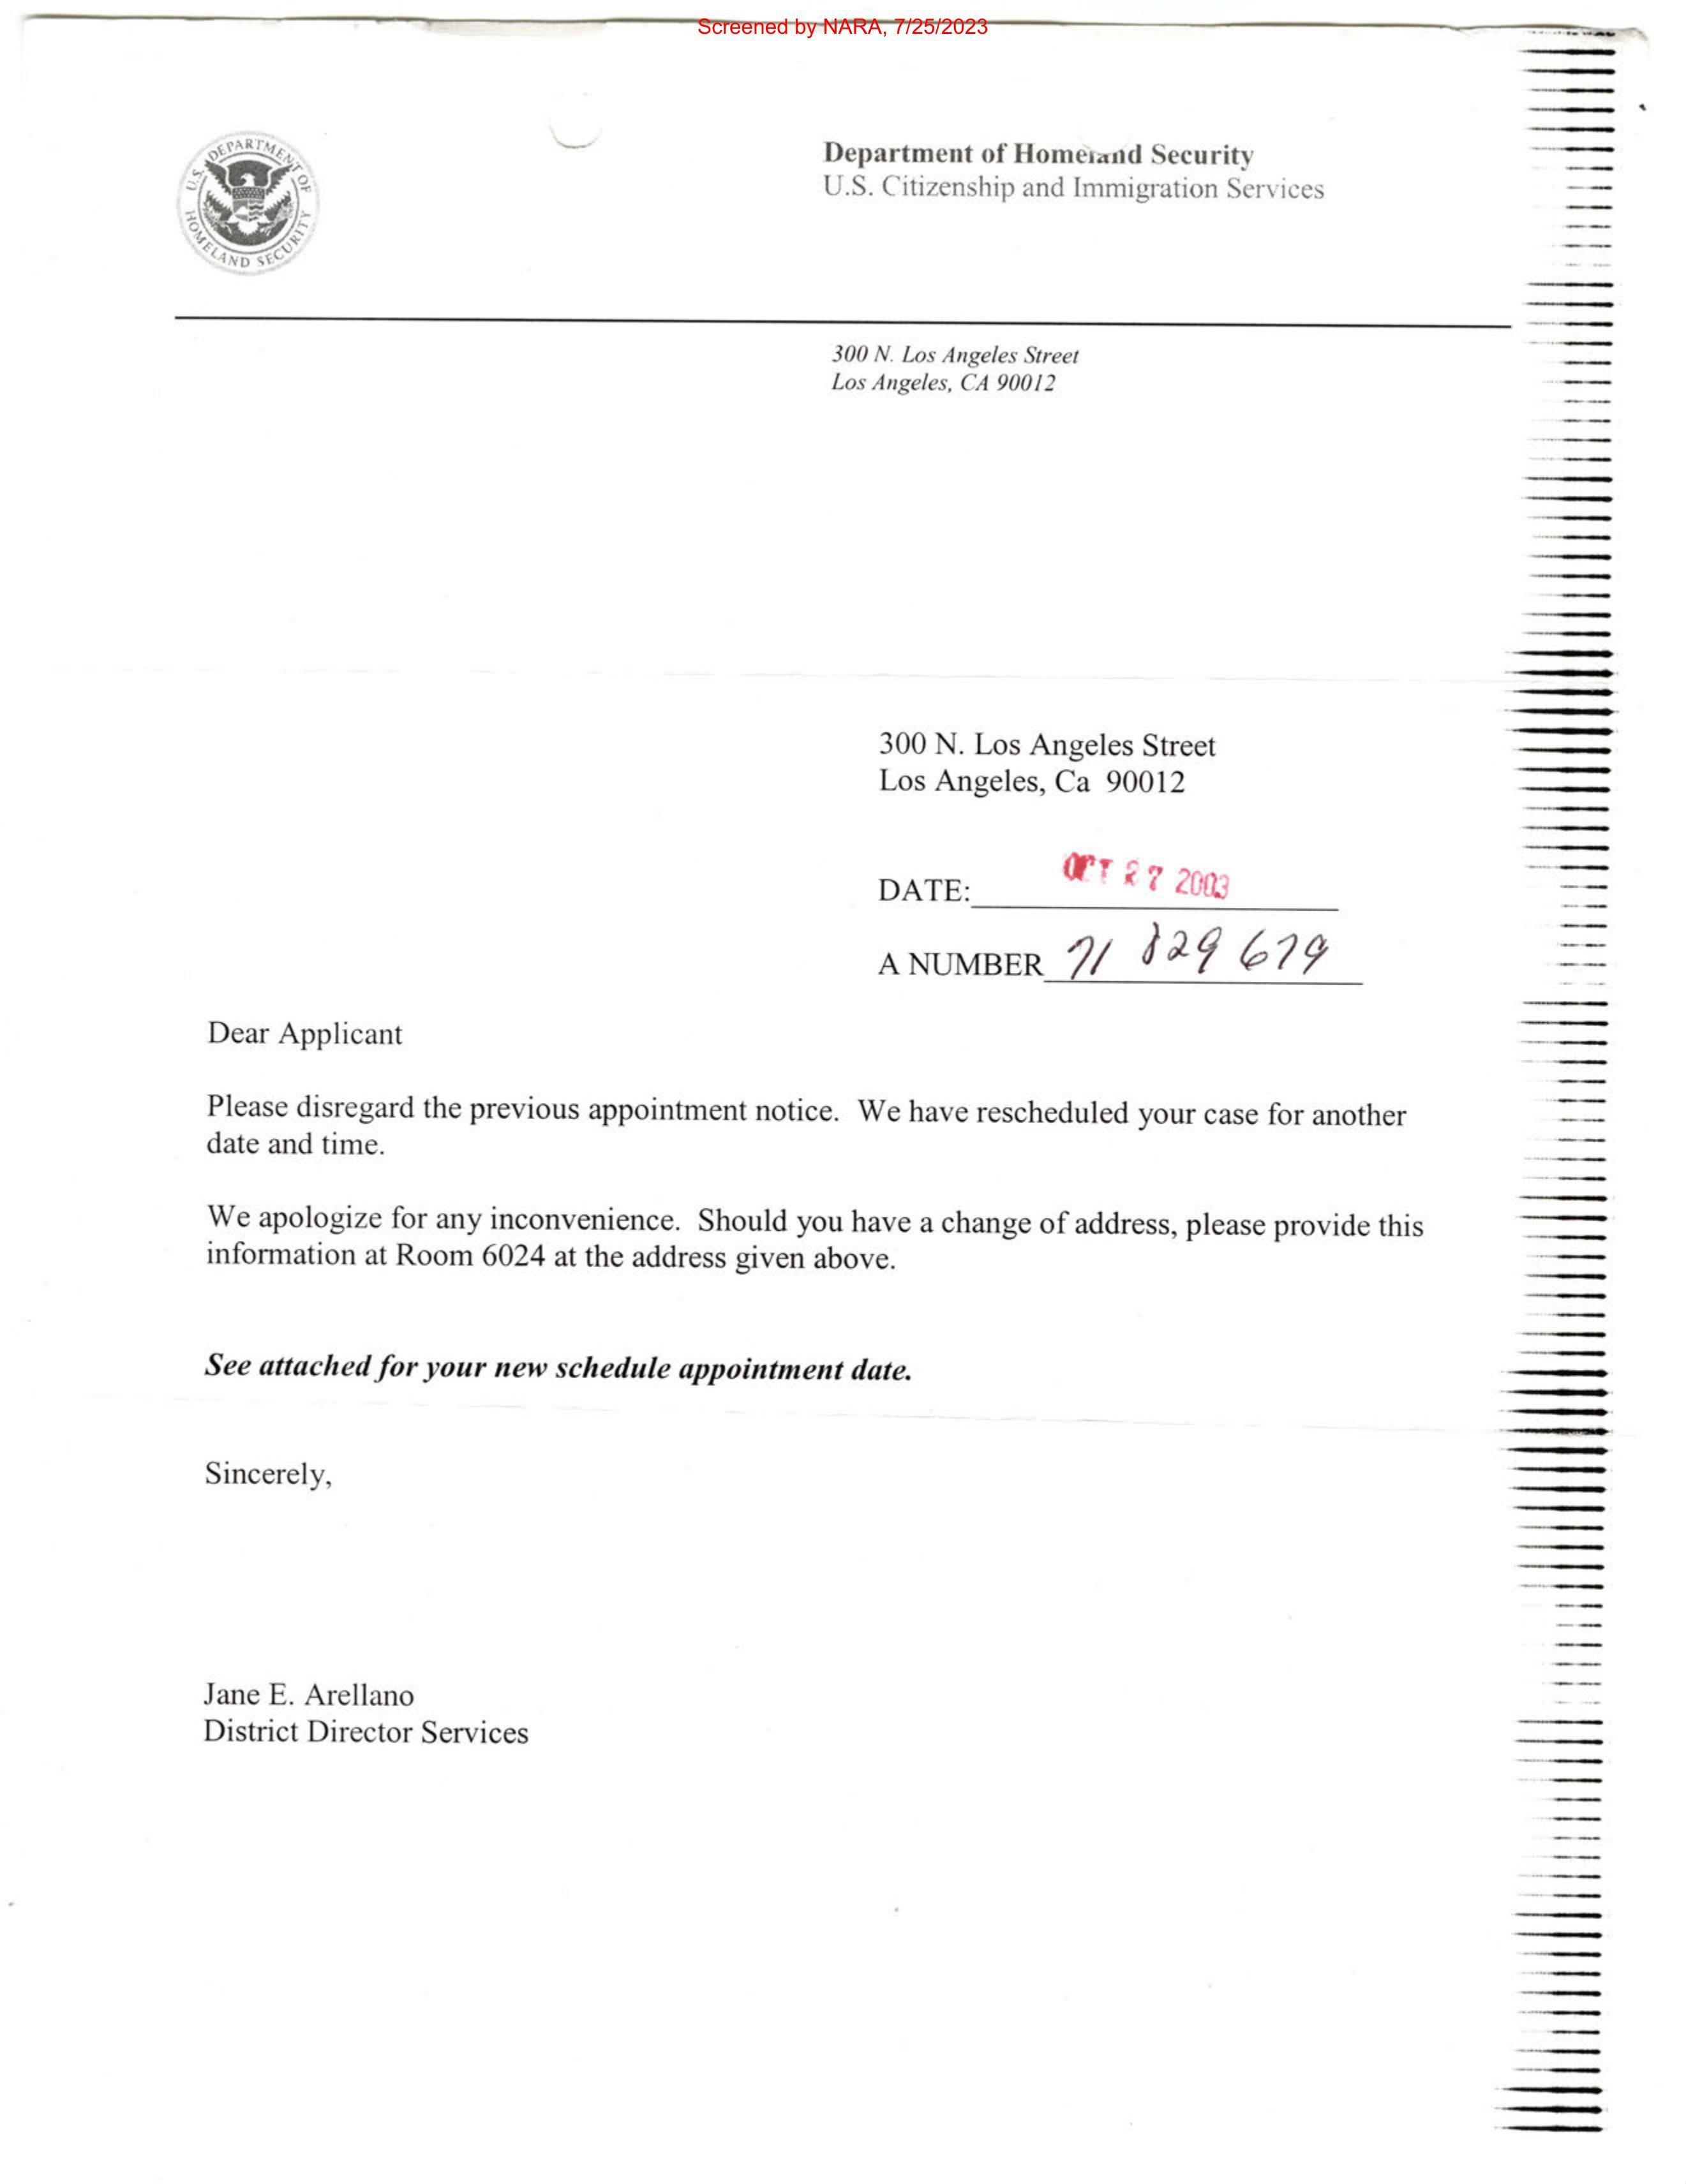 Screened by NARA, 7/25/2023
U.S. DEPARTMENT OF HOMELAND SECURITY
Department of Homeland Security
U.S. Citizenship and Immigration Services
300 N. Los Angeles Street
Los Angeles, CA 90012
300 N. Los Angeles Street
Los Angeles, Ca 90012
DATE: OCT 27 2003
A NUMBER 71 829 679
Dear Applicant
Please disregard the previous appointment notice. We have rescheduled your case for another
date and time.
We apologize for any inconvenience. Should you have a change of address, please provide this
information at Room 6024 at the address given above.
See attached for your new schedule appointment date.
Sincerely,
Jane E. Arellano
District Director Services